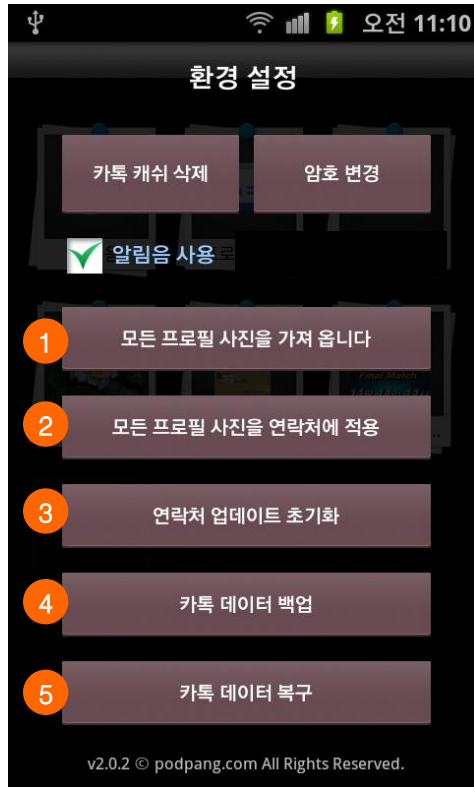 오전 11:10
환경 설정
카톡 캐쉬 삭제
암호 변경
알림음 사용
1 모든 프로필 사진을 가져 옵니다
Final Match
2 모든 프로필 사진을 연락처에 적용
3 연락처 업데이트 초기화
4 카톡 데이터 백업
5 카톡 데이터 복구
v2.0.2 © podpang.com All Rights Reserved.